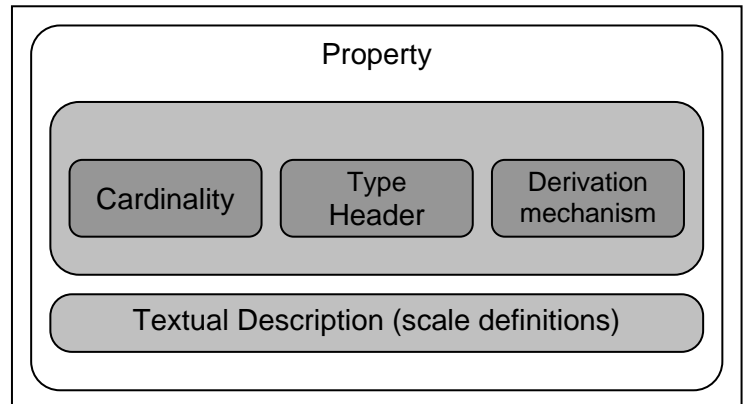 Property
Cardinality
Type
Header
Derivation
mechanism
Textual Description (scale definitions)